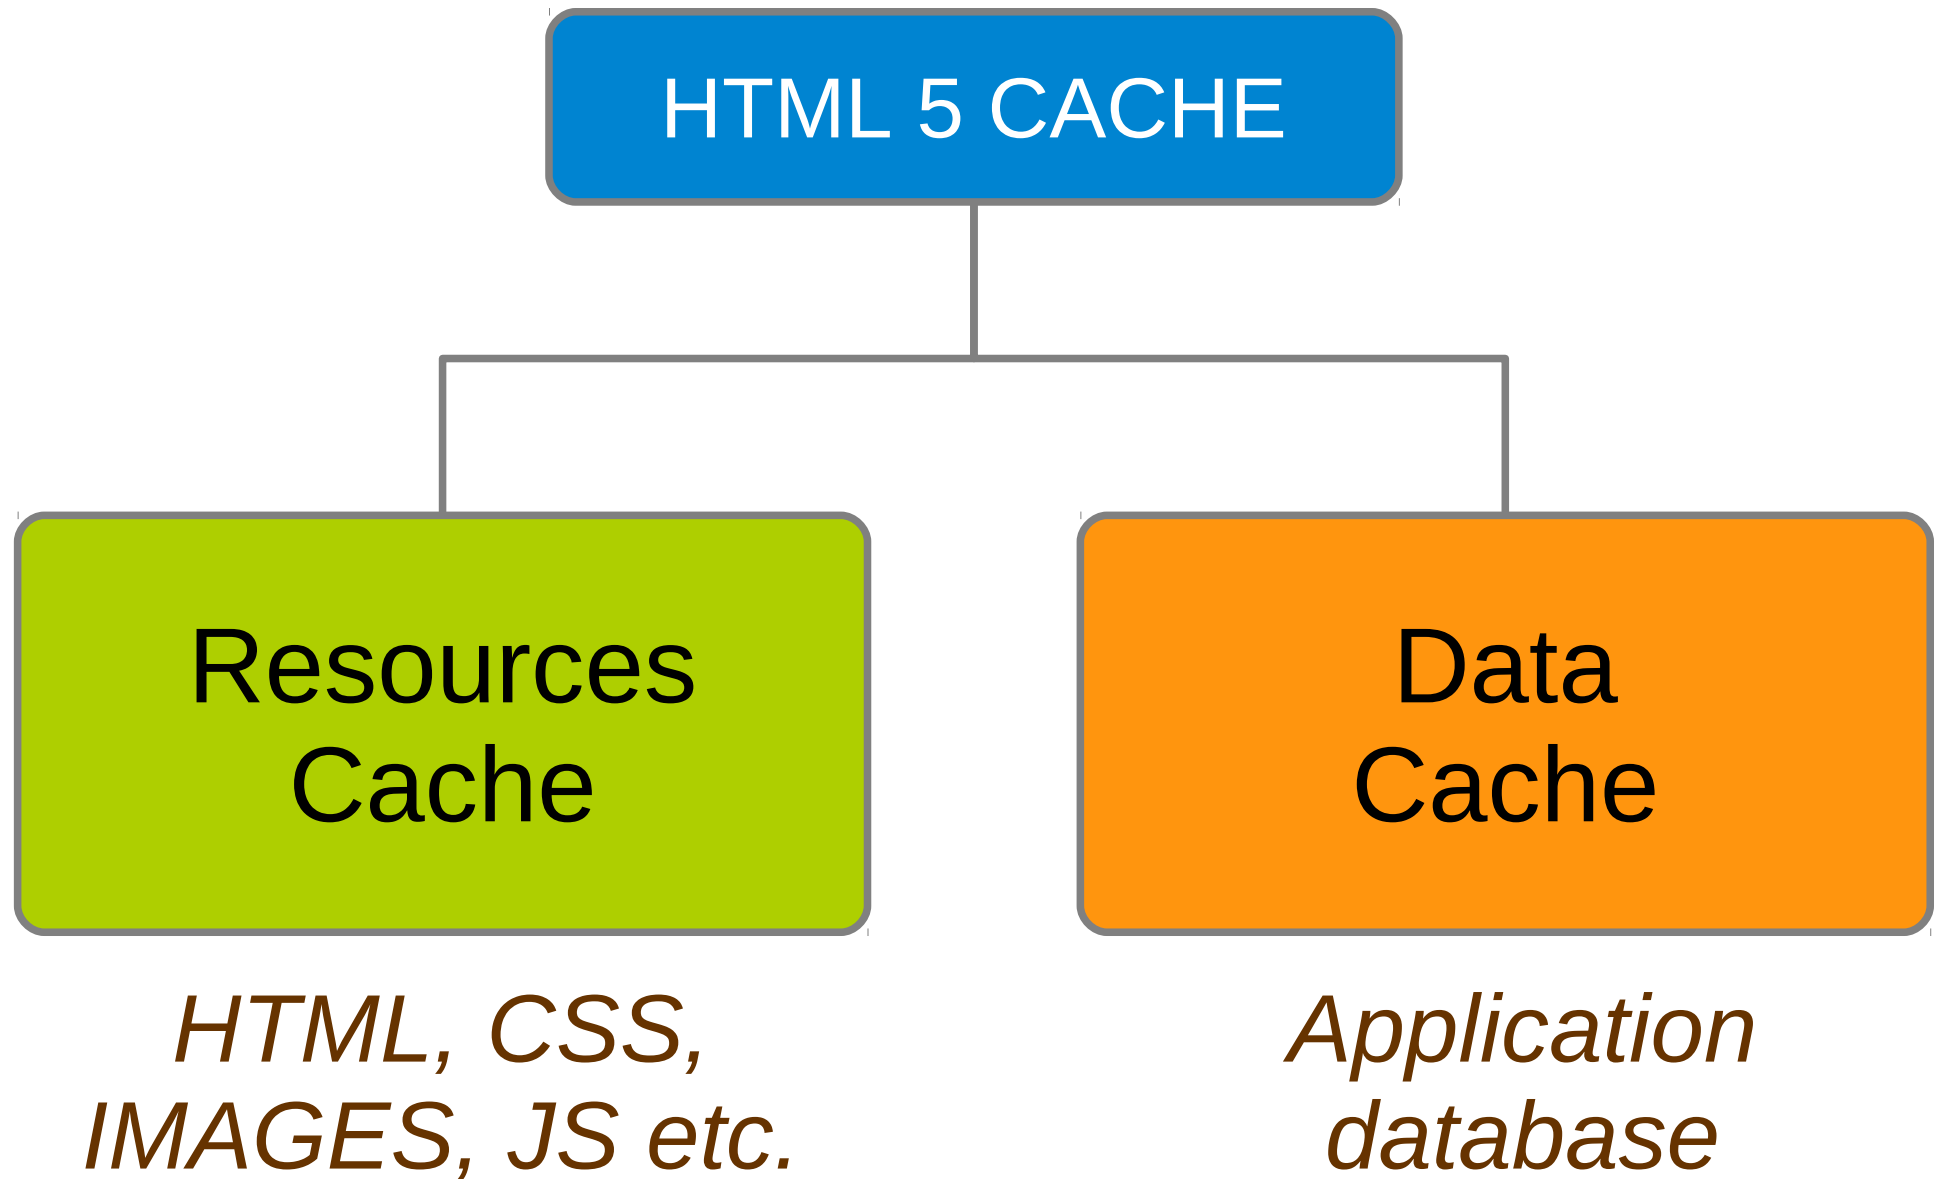 HTML 5 CACHE
Resources
Cache
HTML, CSS,
IMAGES, JS etc.
Data
Cache
Application
database